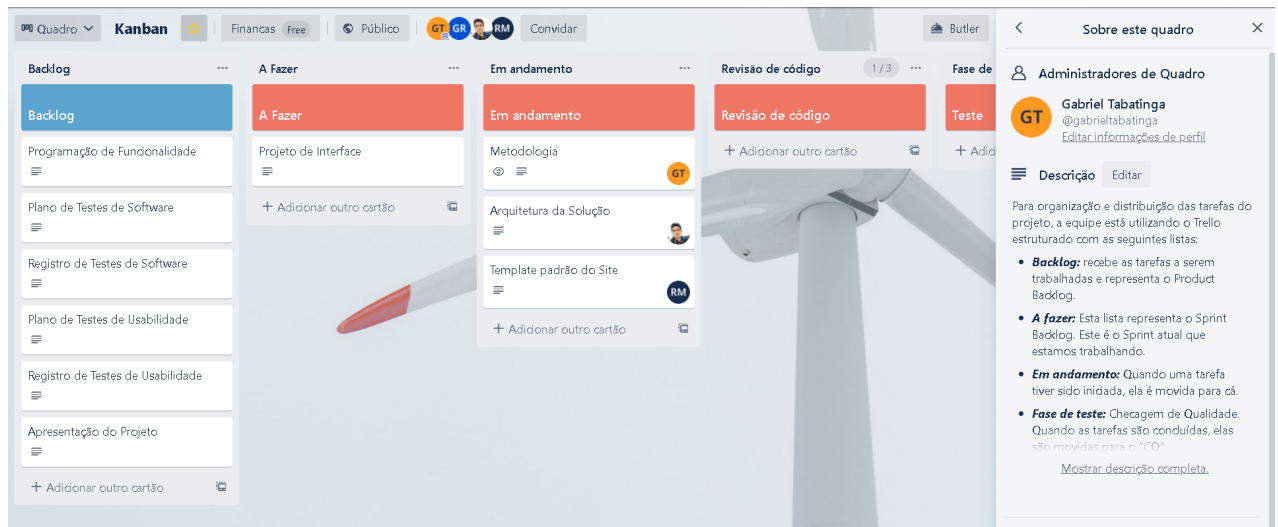 Quadro
Kanban
Financas Free
Público
GT GR RM
Convidar
Butler
Backlog
Backlog
Programação de Funcionalidade
Plano de Testes de Software
Registro de Testes de Software
Plano de Testes de Usabilidade
Registro de Testes de Usabilidade
Apresentação do Projeto
+ Adicionar outro cartão
A Fazer
A Fazer
Projeto de Interface
+ Adicionar outro cartão
Em andamento
Em andamento
Metodologia
GT
Arquitetura da Solução
Template padrão do Site
RM
+ Adicionar outro cartão
Revisão de código 1 / 3
Revisão de código
+ Adicionar outro cartão
Fase de
Teste
+ Adici
Sobre este quadro
Administradores de Quadro
GT
Gabriel Tabatinga
@gabrieltabatinga
Editar informações de perfil
Descrição Editar
Para organização e distribuição das tarefas do
projeto, a equipe está utilizando o Trello
estruturado com as seguintes listas:
• Backlog: recebe as tarefas a serem
trabalhadas e representa o Product
Backlog.
• A fazer: Esta lista representa o Sprint
Backlog. Este é o Sprint atual que
estamos trabalhando.
• Em andamento: Quando uma tarefa
tiver sido iniciada, ela é movida para cá.
• Fase de teste: Checagem de Qualidade.
Quando as tarefas são concluídas, elas
são movidas para o “CQ”
Mostrar descrição completa.